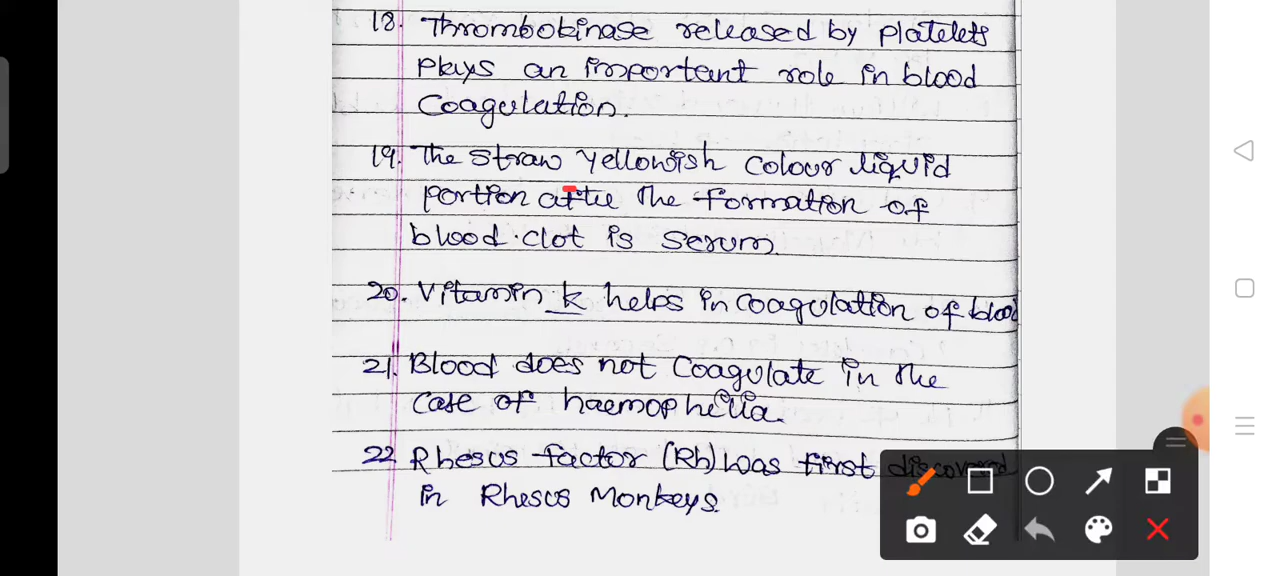 18. Thrombokinase released by platelets
plays an important role in blood
Coagulation.
19. The straw yellowish colour liquid
portion after the formation of
blood clot is serum.
20. Vitamin k helps in coagulation of blood
21. Blood does not Coagulate in the
case of haemophelia.
22 Rhesus factor (Rh) was first discovered
in Rhesus Monkeys.